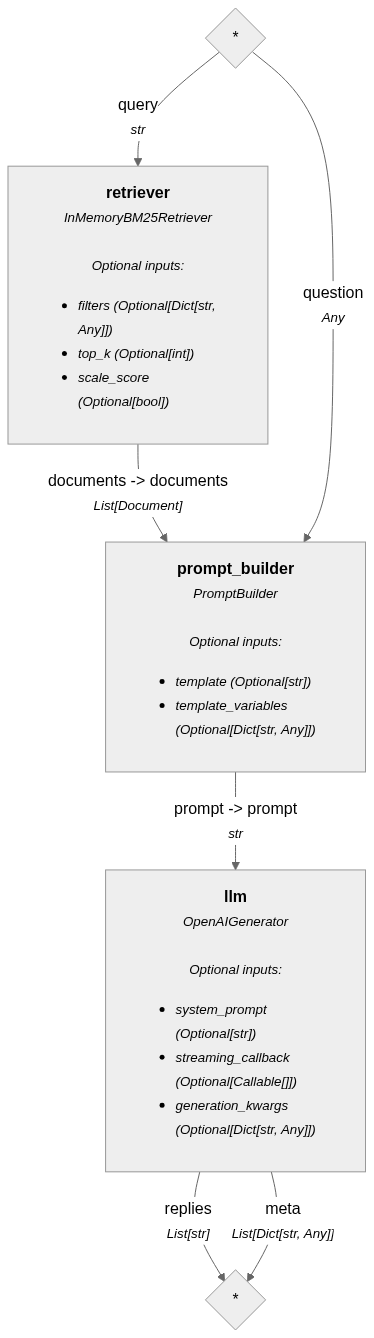 *
query
str
retriever
InMemoryBM25Retriever
Optional inputs:
• filters (Optional[Dict[str,
Any]])
• top_k (Optional[int])
• scale_score
(Optional[bool])
question
Any
documents -> documents
List[Document]
prompt_builder
PromptBuilder
Optional inputs:
• template (Optional[str])
• template_variables
(Optional[Dict[str, Any]])
prompt -> prompt
str
llm
OpenAIGenerator
Optional inputs:
• system_prompt
(Optional[str])
• streaming_callback
(Optional[Callable[]])
• generation_kwargs
(Optional[Dict[str, Any]])
replies
List[str]
meta
List[Dict[str, Any]]
*